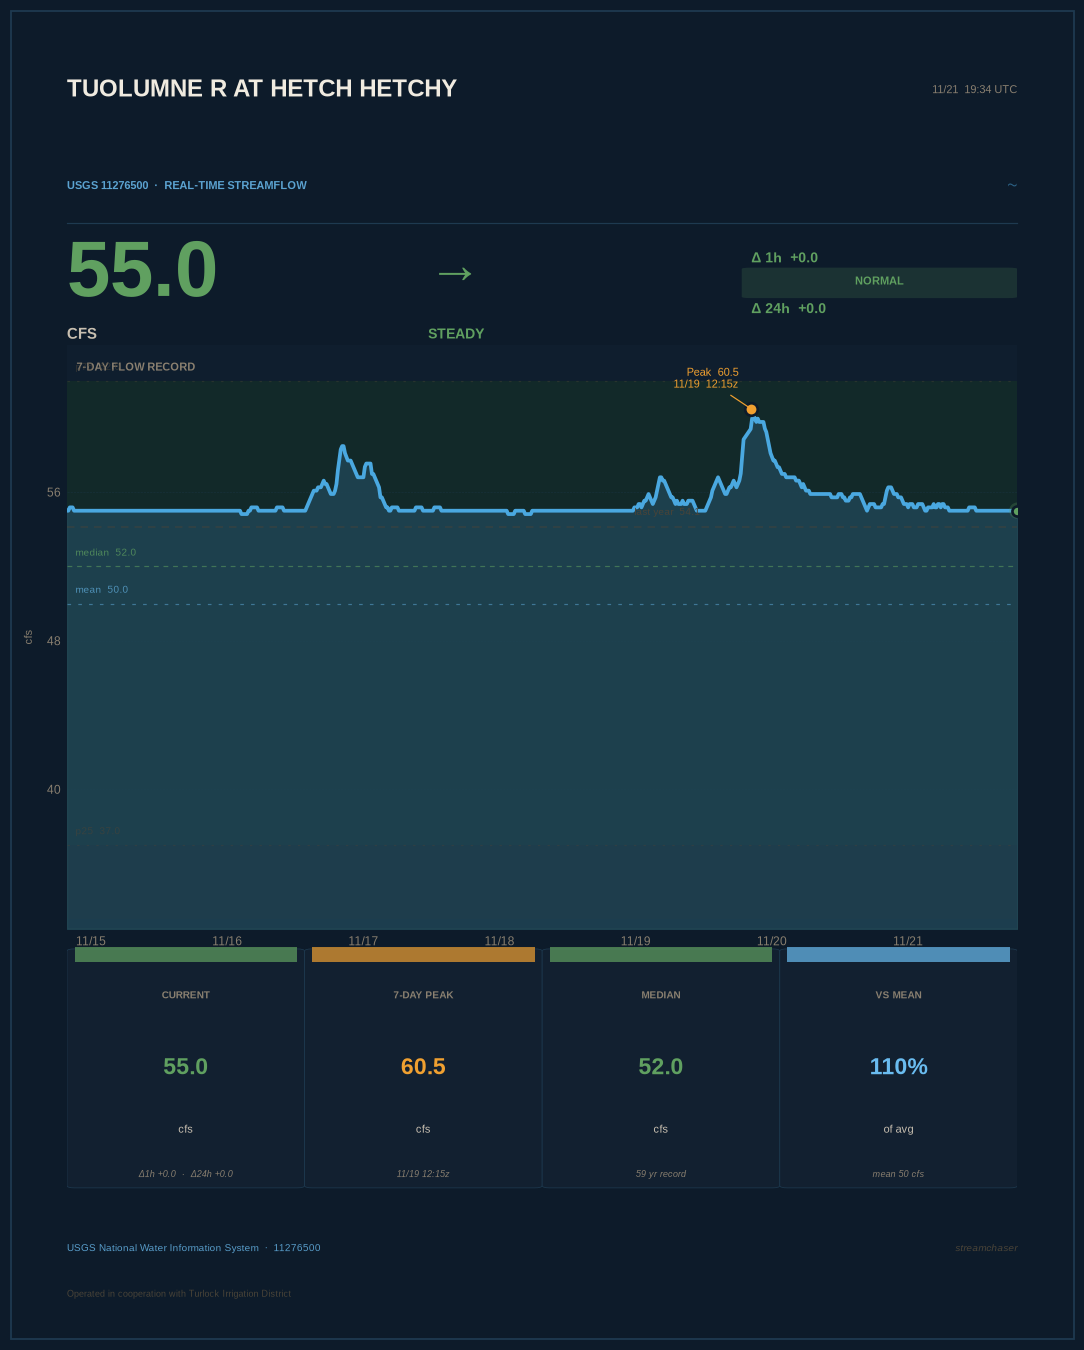 TUOLUMNE R AT HETCH HETCHY
11/21 19:34 UTC
USGS 11276500 · REAL-TIME STREAMFLOW
~
55.0
→
Δ 1h +0.0
NORMAL
Δ 24h +0.0
CFS
STEADY
7-DAY FLOW RECORD
Peak 60.5
11/19 12:15z
56
median 52.0
mean 50.0
cfs
48
40
11/15
11/16
11/17
11/18
11/19
11/20
11/21
CURRENT
7-DAY PEAK
MEDIAN
VS MEAN
55.0
60.5
52.0
110%
cfs
cfs
cfs
of avg
Δ1h +0.0 · Δ24h +0.0
11/19 12:15z
59 yr record
mean 50 cfs
USGS National Water Information System · 11276500
streamchaser
Operated in cooperation with Turlock Irrigation District